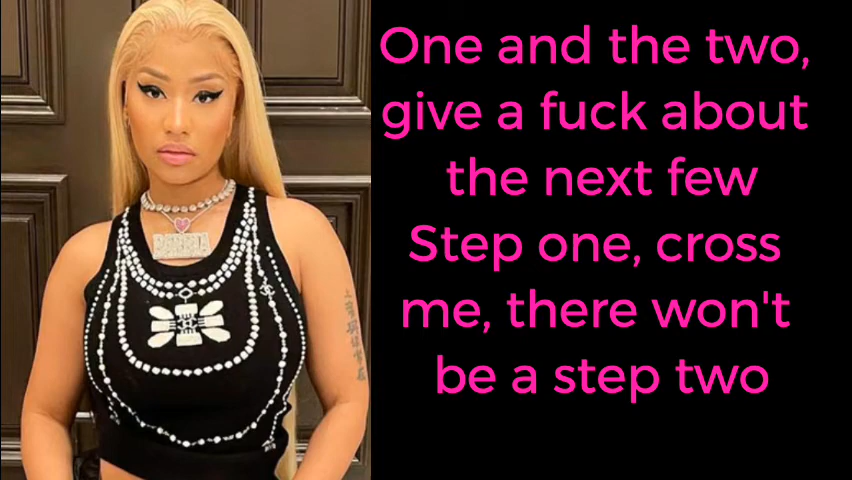 One and the two,
give a fuck about
the next few
Step one, cross
me, there won't
be a step two